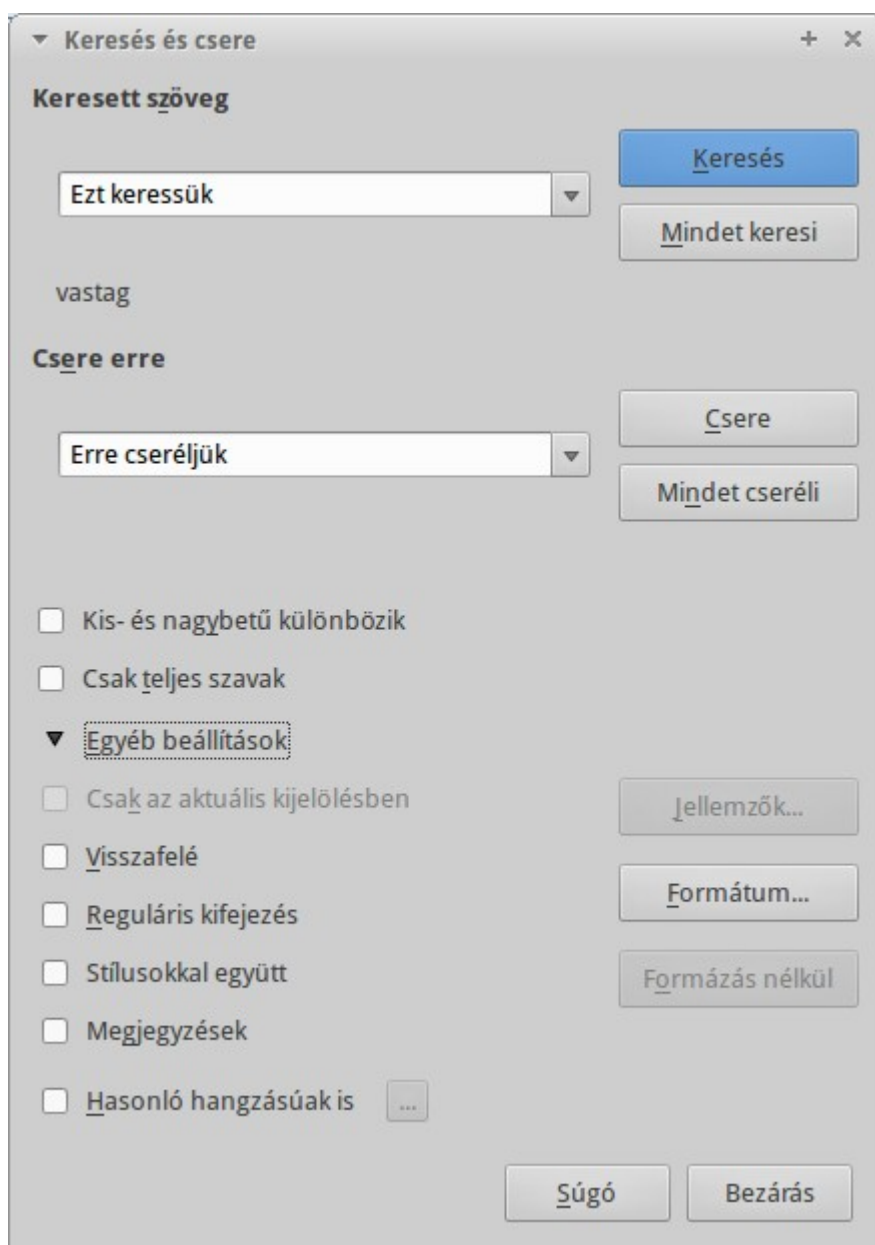 Keresés és csere
Keresett szöveg
Keresés
Ezt keressük
Mindet keresi
vastag
Csere erre
Csere
Erre cseréljük
Mindet cseréli
Kis- és nagybetű különbözik
Csak teljes szavak
Egyéb beállítások
Csak az aktuális kijelölésben
Jellemzők...
Visszafelé
Formátum...
Reguláris kifejezés
Stílusokkal együtt
Formázás nélkül
Megjegyzések
Hasonló hangzásúak is ...
Súgó Bezárás